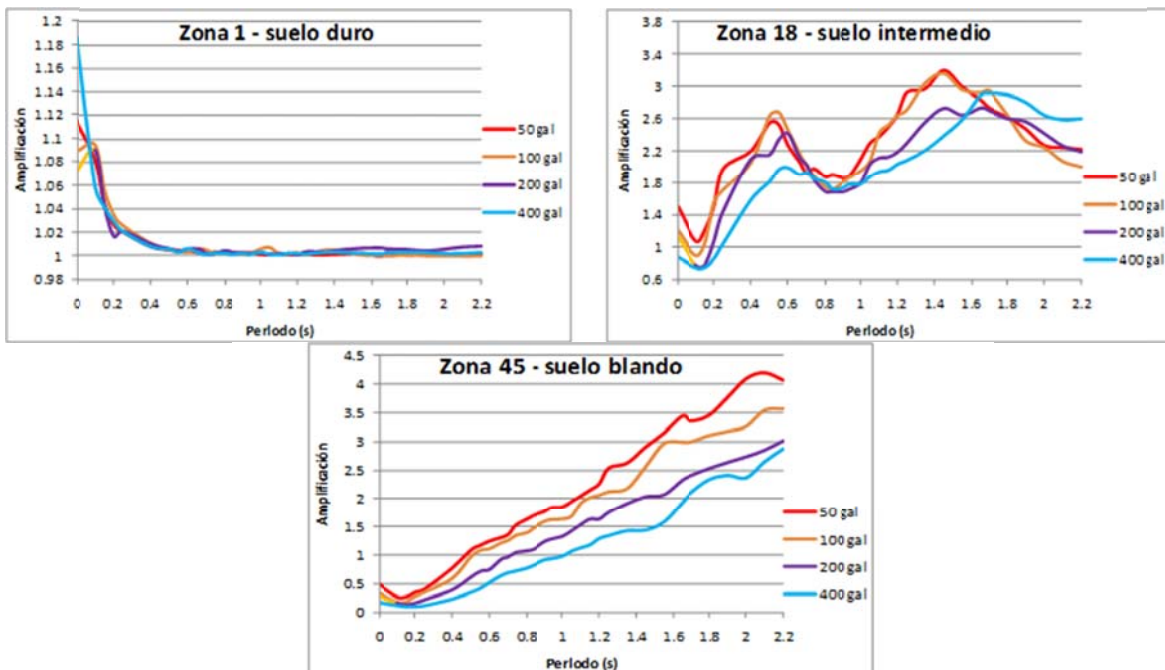 Zona 1 - suelo duro
Amplificación
1.2
1.18
1.16
1.14
1.12
1.1
1.08
1.06
1.04
1.02
1
0.98
0 0.2 0.4 0.6 0.8 1 1.2 1.4 1.6 1.8 2 2.2
Período (s)
50 gal
100 gal
200 gal
400 gal
Zona 18 - suelo intermedio
Amplificación
3.8
3.4
3
2.6
2.2
1.8
1.4
1
0.6
0 0.2 0.4 0.6 0.8 1 1.2 1.4 1.6 1.8 2 2.2
Período (s)
50 gal
100 gal
200 gal
400 gal
Zona 45 - suelo blando
Amplificación
4.5
4
3.5
3
2.5
2
1.5
1
0.5
0
0 0.2 0.4 0.6 0.8 1 1.2 1.4 1.6 1.8 2 2.2
Período (s)
50 gal
100 gal
200 gal
400 gal